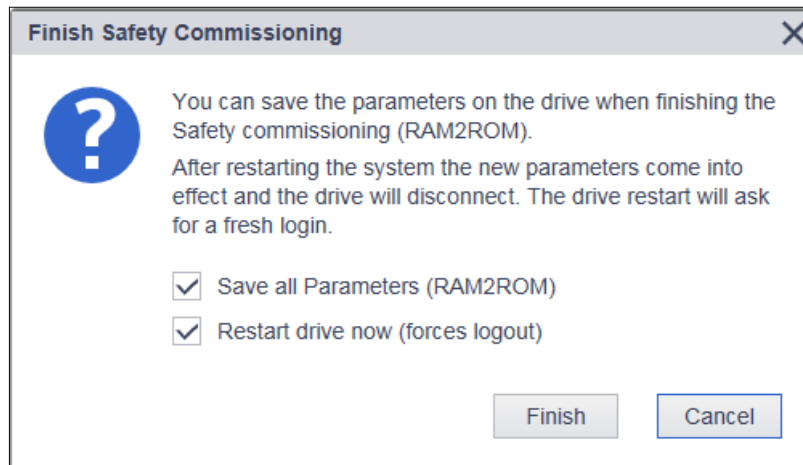 Finish Safety Commissioning
You can save the parameters on the drive when finishing the
Safety commissioning (RAM2ROM).
After restarting the system the new parameters come into
effect and the drive will disconnect. The drive restart will ask
for a fresh login.
Save all Parameters (RAM2ROM)
Restart drive now (forces logout)
Finish
Cancel